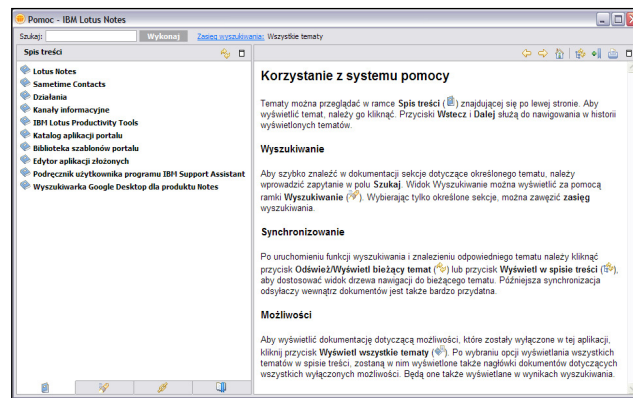 Pomoc - IBM Lotus Notes
Szukaj:
Wykonaj
Zasięg wyszukiwania: Wszystkie tematy
Spis treści
Lotus Notes
Sametime Contacts
Działania
Kanały informacyjne
IBM Lotus Productivity Tools
Katalog aplikacji portalu
Biblioteka szablonów portalu
Edytor aplikacji złożonych
Podręcznik użytkownika programu IBM Support Assistant
Wyszukiwarka Google Desktop dla produktu Notes
Korzystanie z systemu pomocy
Tematy można przeglądać w ramce Spis treści ( ) znajdującej się po lewej stronie. Aby
wyświetlić temat, należy go kliknąć. Przyciski Wstecz i Dalej służą do nawigowania w historii
wyświetlonych tematów.
Wyszukiwanie
Aby szybko znaleźć w dokumentacji sekcje dotyczące określonego tematu, należy
wprowadzić zapytanie w polu Szukaj. Widok Wyszukiwanie można wyświetlić za pomocą
ramki Wyszukiwanie ( ). Wybierając tylko określone sekcje, można zawęzić zasięg
wyszukiwania.
Synchronizowanie
Po uruchomieniu funkcji wyszukiwania i znalezieniu odpowiedniego tematu należy kliknąć
przycisk Odśwież/Wyświetl bieżący temat ( ) lub przycisk Wyświetl w spisie treści ( ),
aby dostosować widok drzewa nawigacji do bieżącego tematu. Późniejsza synchronizacja
odsyłaczy wewnątrz dokumentów jest także bardzo przydatna.
Możliwości
Aby wyświetlić dokumentację dotyczącą możliwości, które zostały wyłączone w tej aplikacji,
kliknij przycisk Wyświetl wszystkie tematy ( ). Po wybraniu opcji wyświetlania wszystkich
tematów w spisie treści, zostaną w nim wyświetlone także nagłówki dokumentów dotyczących
wszystkich wyłączonych możliwości. Będą one także wyświetlane w wynikach wyszukiwania.